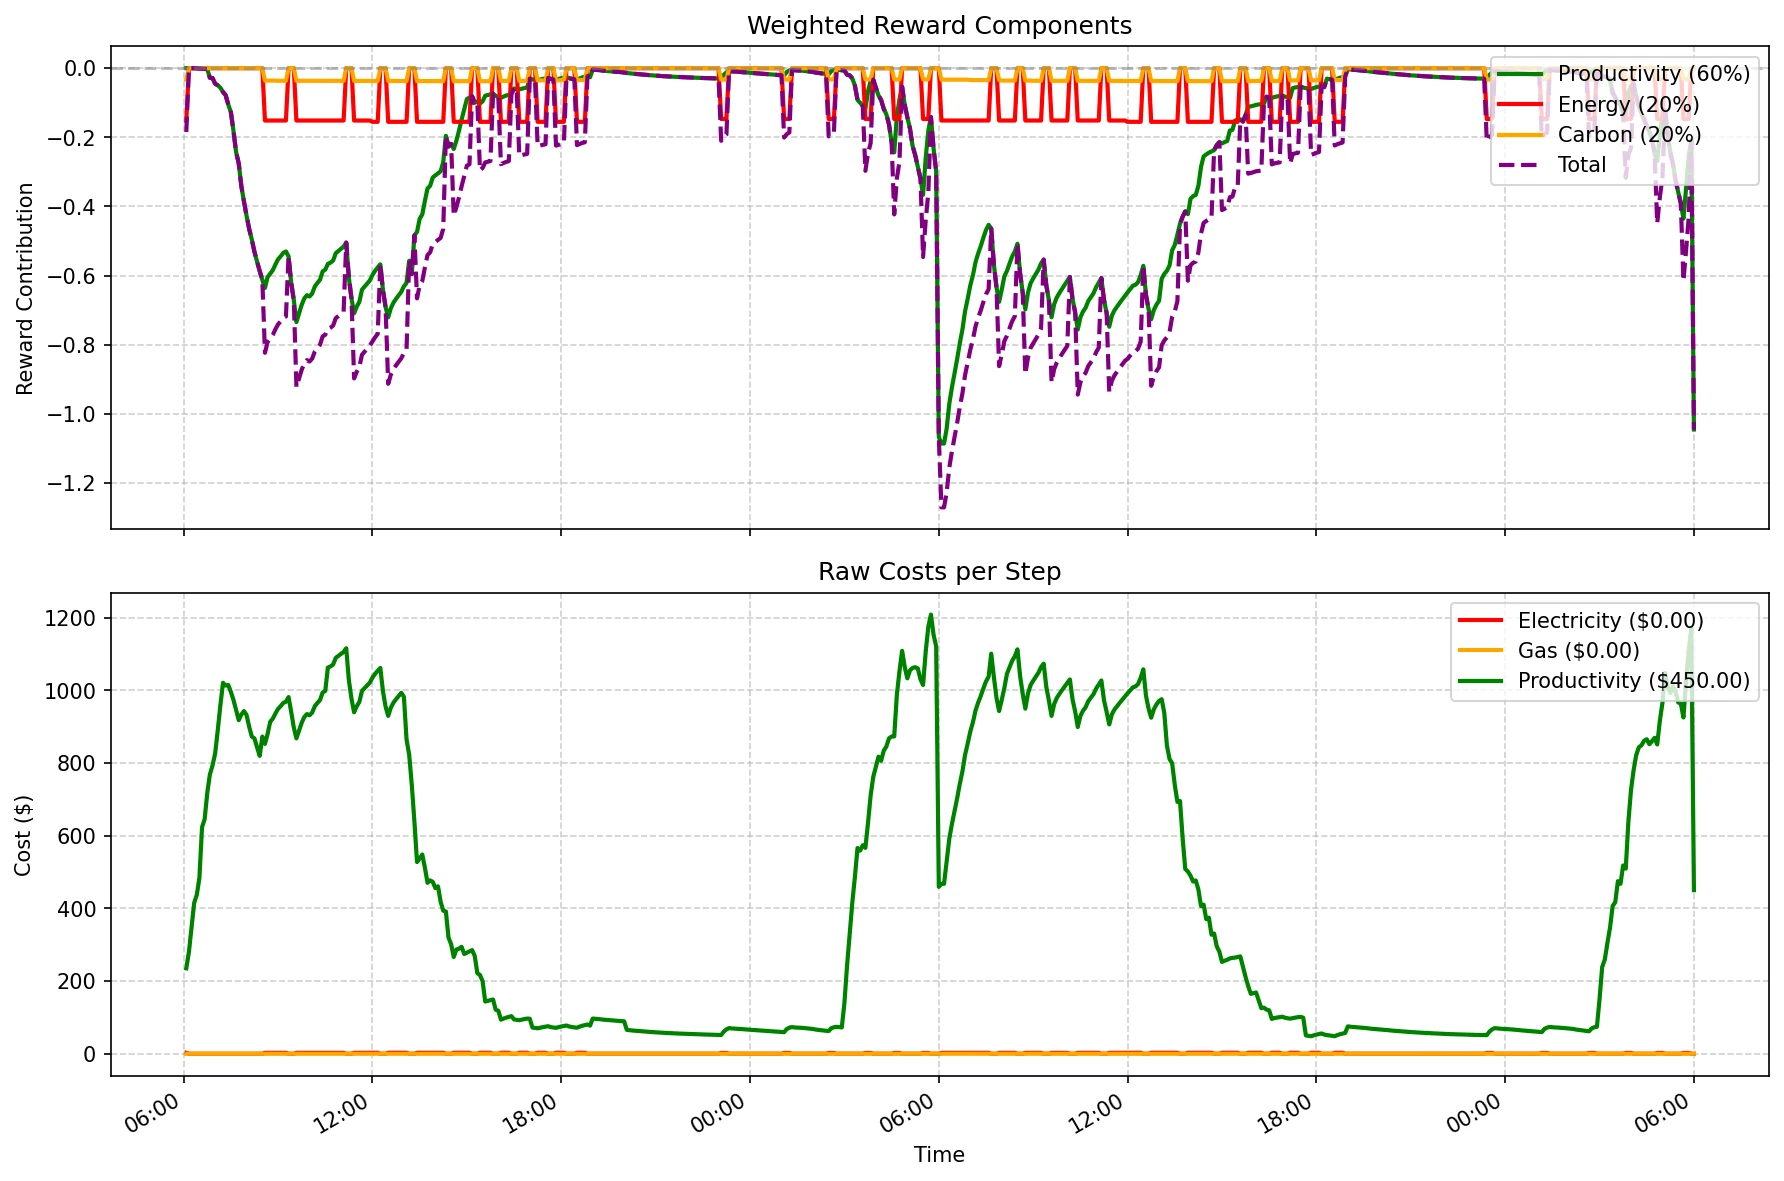 Weighted Reward Components
Reward Contribution
0.0
−0.2
−0.4
−0.6
−0.8
−1.0
−1.2
Productivity (60%)
Energy (20%)
Carbon (20%)
Total
Raw Costs per Step
Cost ($)
1200
1000
800
600
400
200
0
Electricity ($0.00)
Gas ($0.00)
Productivity ($450.00)
06:00
12:00
18:00
00:00
06:00
12:00
18:00
00:00
06:00
Time